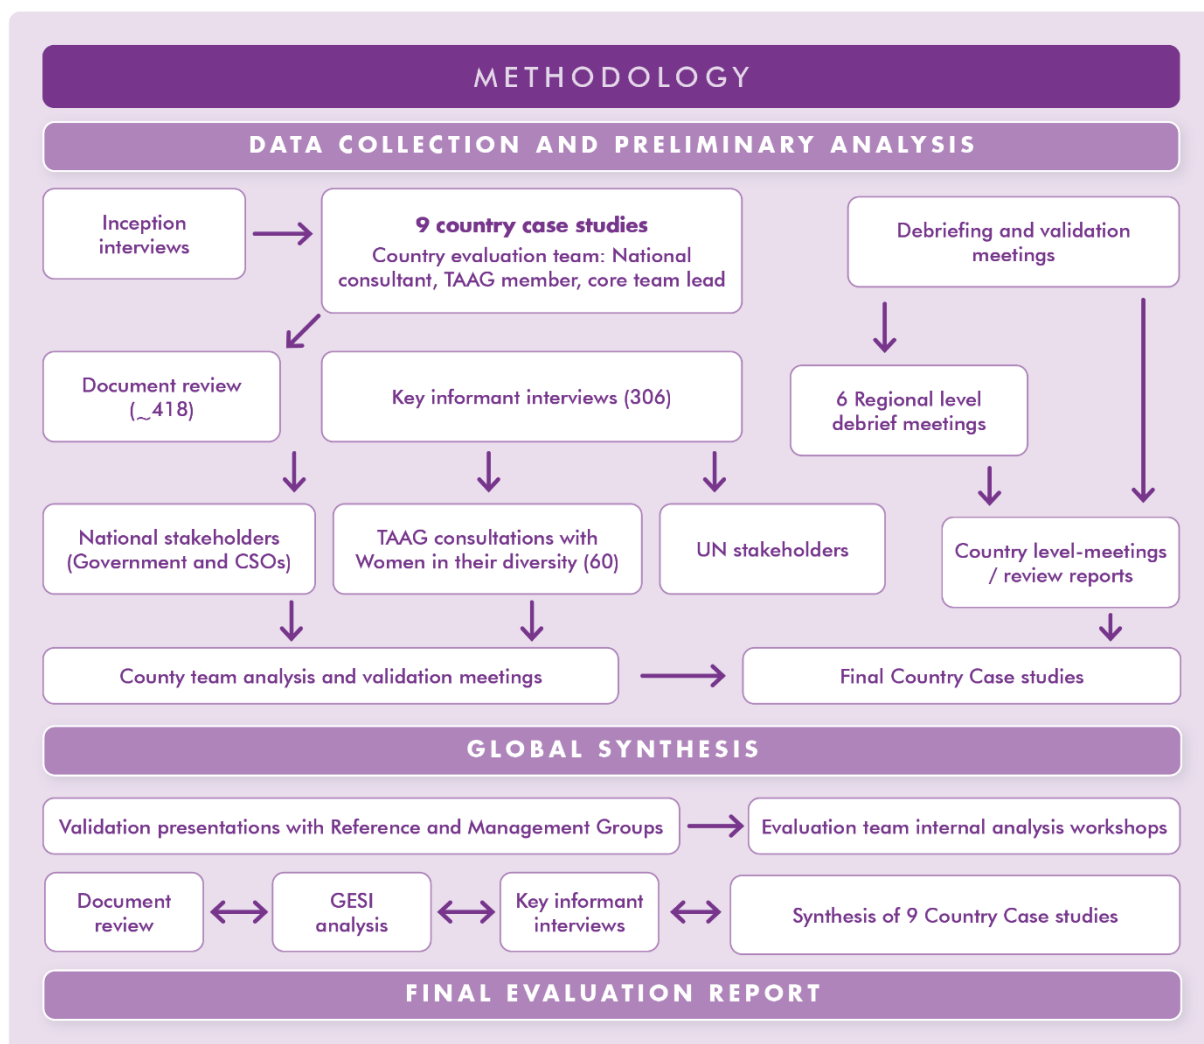 METHODOLOGY
DATA COLLECTION AND PRELIMINARY ANALYSIS
Inception
interviews
9 country case studies
Country evaluation team: National
consultant, TAAG member, core team lead
Debriefing and validation
meetings
Document review
(~418)
Key informant interviews (306)
6 Regional level
debrief meetings
National stakeholders
(Government and CSOs)
TAAG consultations with
Women in their diversity (60)
UN stakeholders
Country level-meetings
/ review reports
County team analysis and validation meetings
Final Country Case studies
GLOBAL SYNTHESIS
Validation presentations with Reference and Management Groups
Evaluation team internal analysis workshops
Document
review
GESI
analysis
Key informant
interviews
Synthesis of 9 Country Case studies
FINAL EVALUATION REPORT